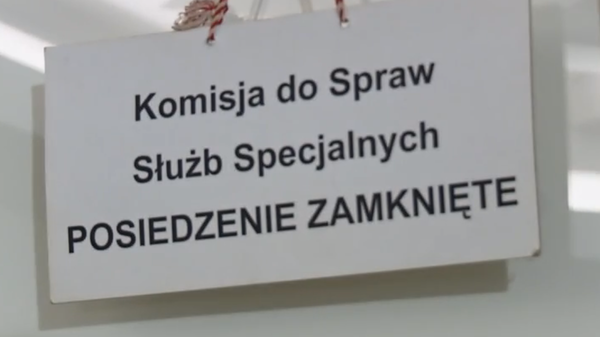 Komisja do Spraw
Służb Specjalnych
POSIEDZENIE ZAMKNIĘTE